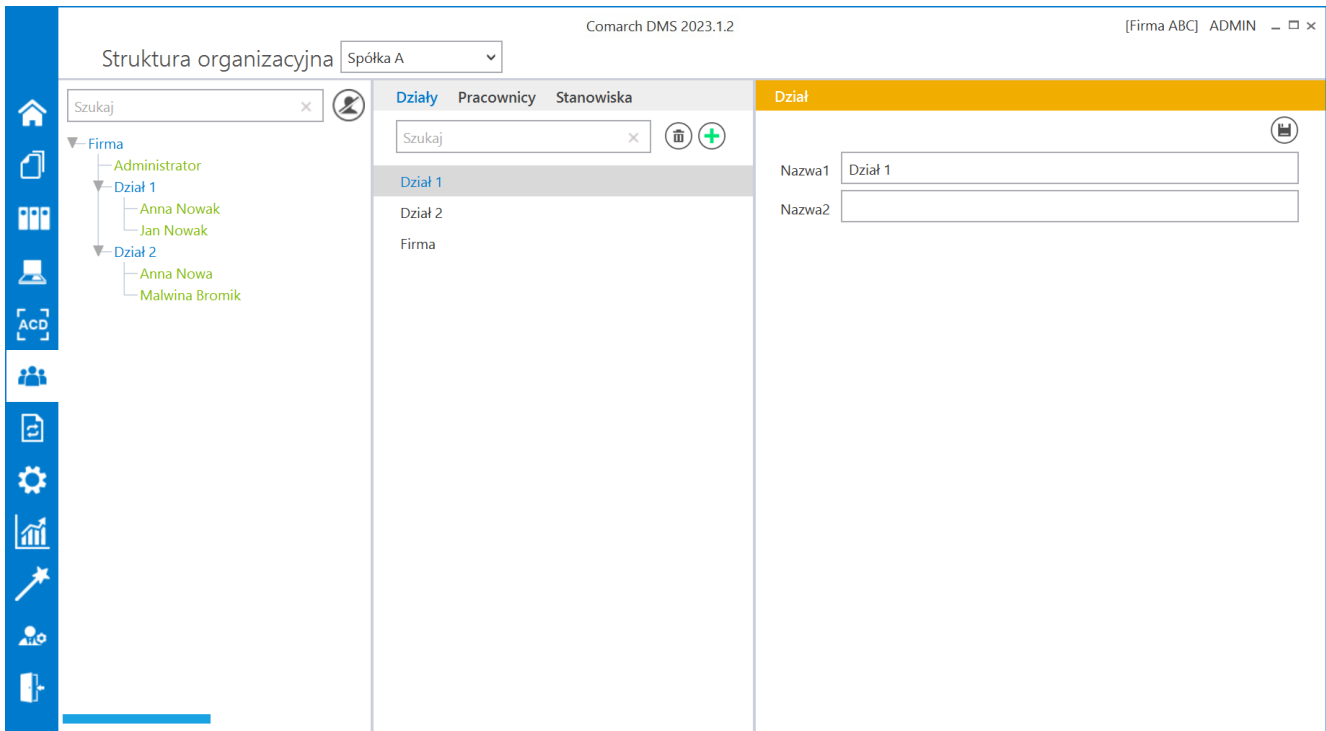 Comarch DMS 2023.1.2
[Firma ABC] ADMIN
Struktura organizacyjna Spółka A
Szukaj
Firma
Administrator
Dział 1
Anna Nowak
Jan Nowak
Dział 2
Anna Nowa
Malwina Bromik
ACD
Działy Pracownicy Stanowiska
Szukaj
Dział 1
Dział 2
Firma
Dział
Nazwa1 Dział 1
Nazwa2